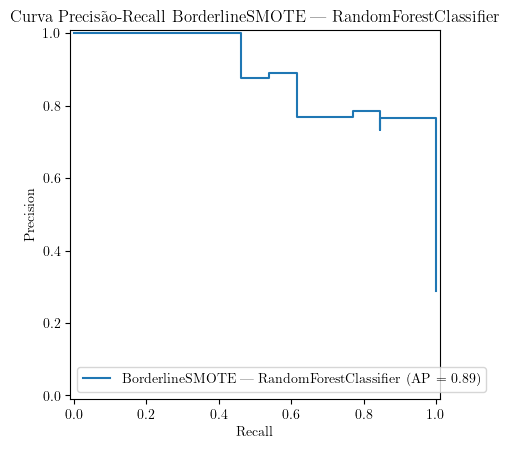 Curva Precisão-Recall BorderlineSMOTE — RandomForestClassifier
1.0
0.8
0.6
0.4
0.2
0.0
Precision
BorderlineSMOTE — RandomForestClassifier (AP = 0.89)
0.0 0.2 0.4 0.6 0.8 1.0
Recall